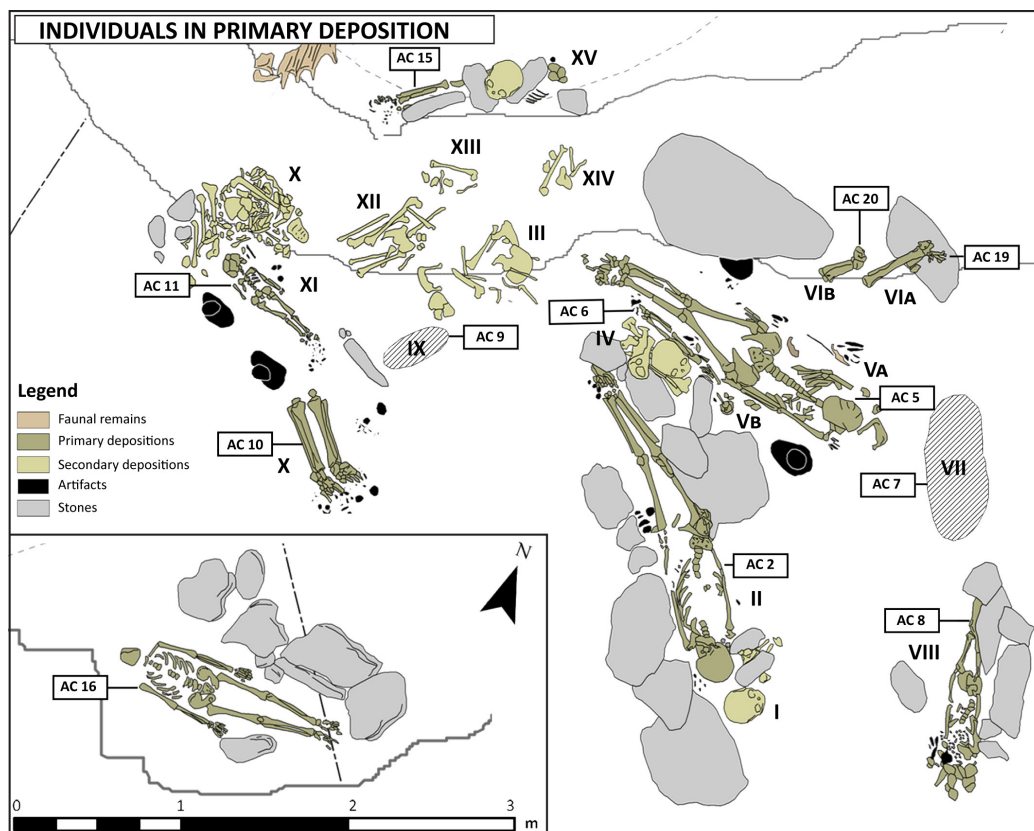 INDIVIDUALS IN PRIMARY DEPOSITION
AC 15
XV
XIII
XIV
X
XII
III
AC 20
AC 19
VIB
VIA
AC 11
XI
AC 6
IV
IX
AC 9
VA
AC 5
VB
AC 10
X
AC 7
VII
Legend
Faunal remains
Primary depositions
Secondary depositions
Artifacts
Stones
N
AC 2
II
AC 8
VIII
AC 16
I
0 1 2 3
m